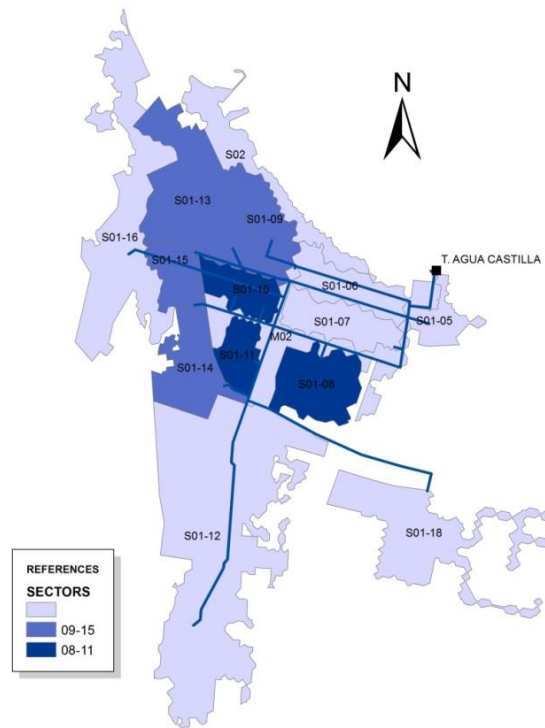 N
S02
S01-13
S01-09
S01-16
S01-15
T. AGUA CASTILLA
S01-06
S01-10
S01-05
S01-07
M02
S01-11
S01-14
S01-08
S01-12
S01-18
REFERENCES
SECTORS
09-15
08-11